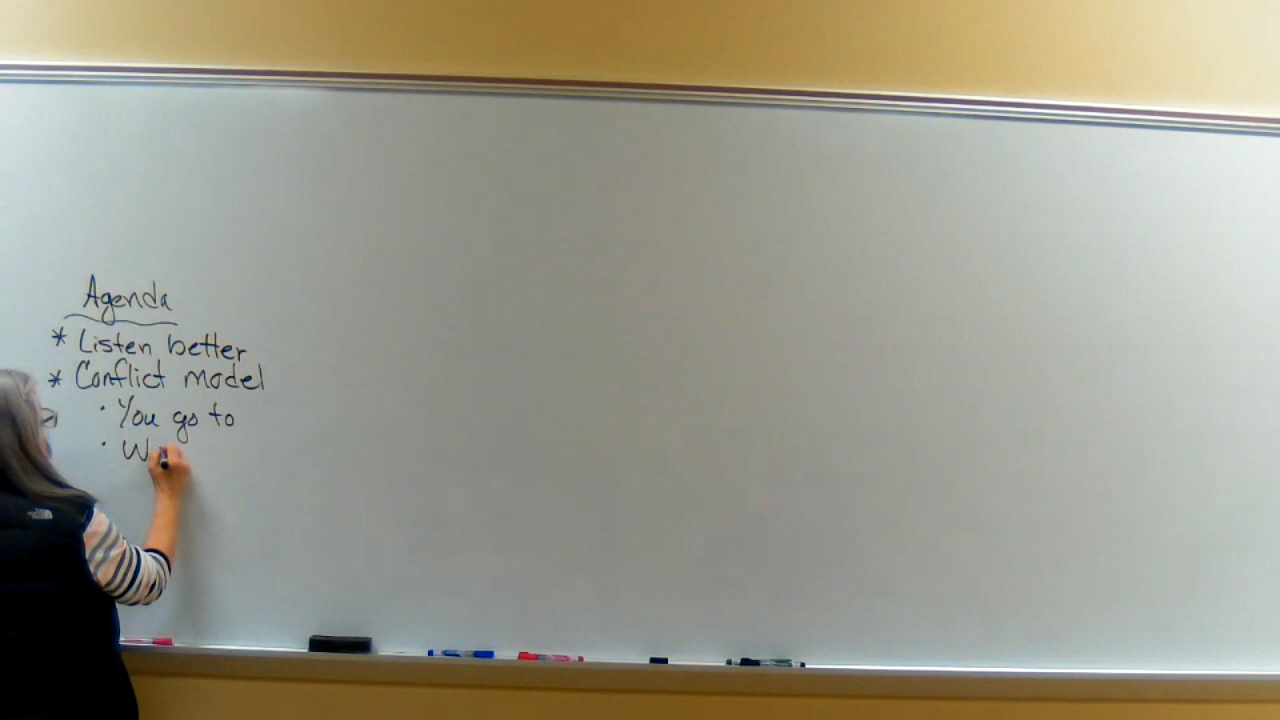 Agenda
* Listen better
* Conflict model
· You go to
· W